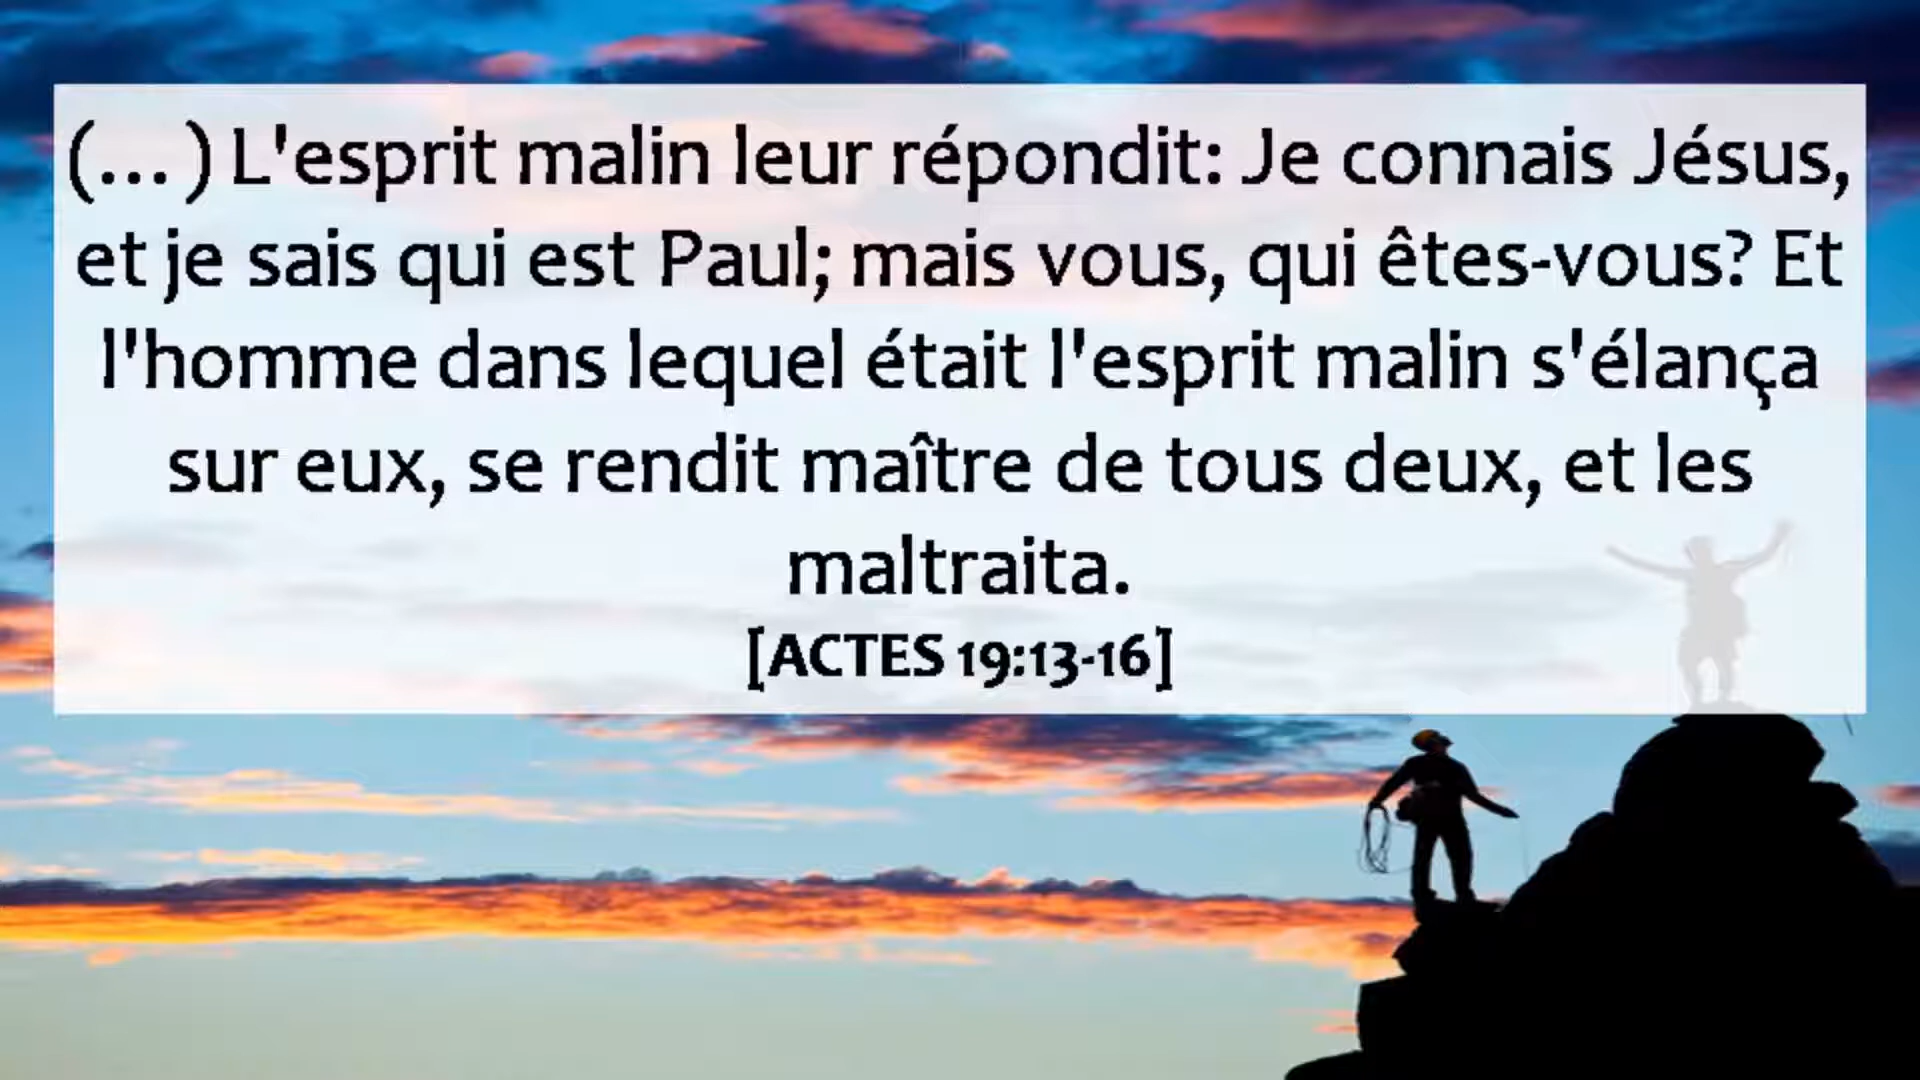 (...) L'esprit malin leur répondit: Je connais Jésus,
et je sais qui est Paul; mais vous, qui êtes-vous? Et
l'homme dans lequel était l'esprit malin s'élança
sur eux, se rendit maître de tous deux, et les
maltraita.
[ACTES 19:13-16]